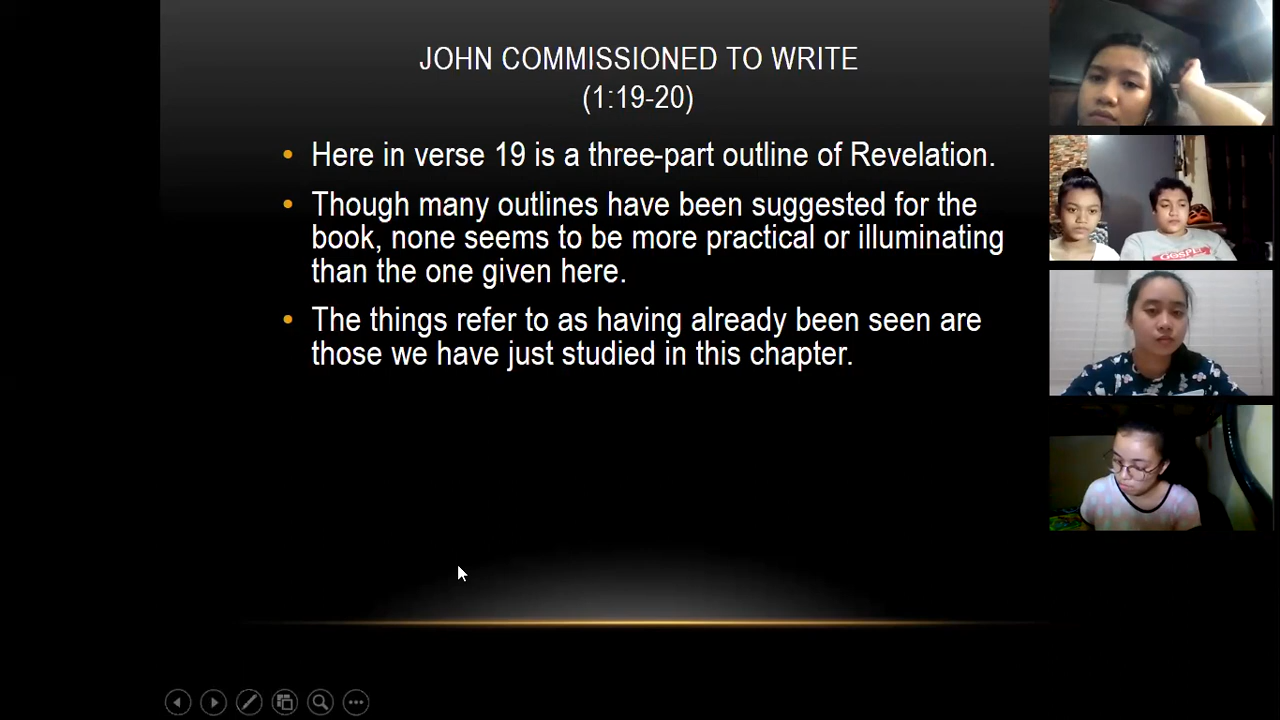 JOHN COMMISSIONED TO WRITE
(1:19-20)
• Here in verse 19 is a three-part outline of Revelation.
• Though many outlines have been suggested for the
book, none seems to be more practical or illuminating
than the one given here.
• The things refer to as having already been seen are
those we have just studied in this chapter.
GOSPEL